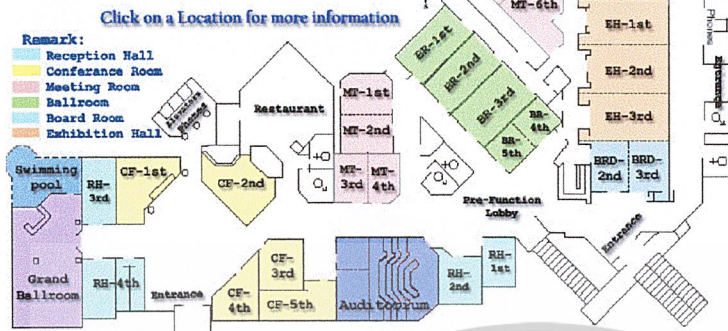 Click on a Location for more information
Remark:
Reception Hall
Conferance Room
Meeting Room
Ballroom
Board Room
Exhibition Hall
MT-6th
EH-1st
EH-2nd
EH-3rd
BR-1st
BR-2nd
BR-3rd
BR-4th
BR-5th
Phones
Restaurant
MT-1st
MT-2nd
MT-3rd
MT-4th
Phones
Swimming pool
RH-3rd
CF-1st
CF-2nd
BRD-2nd
BRD-3rd
Pre-Function
Lobby
Entrance
Grand
Ballroom
RH-4th
Entrance
CF-3rd
CF-4th
CF-5th
Auditoprum
RH-2nd
RH-1st